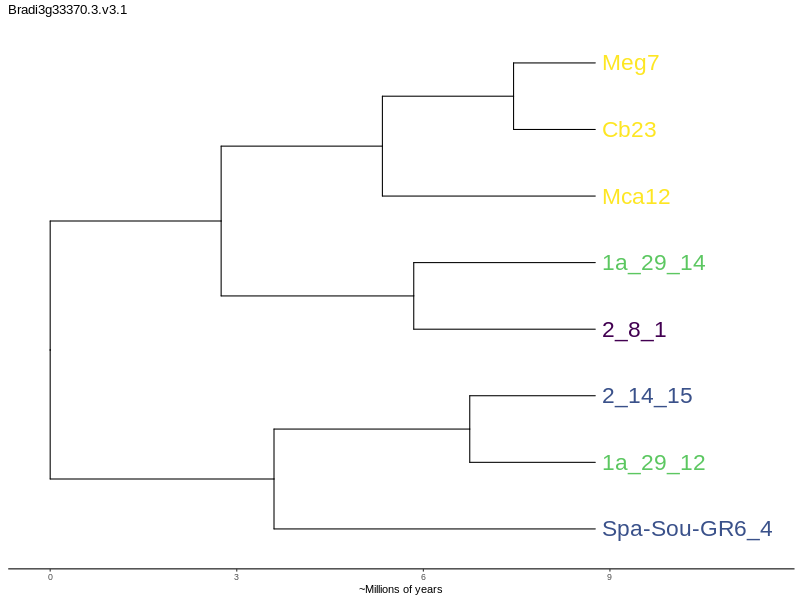 Bradi3g33370.3.v3.1
Meg7
Cb23
Mca12
1a_29_14
2_8_1
2_14_15
1a_29_12
Spa-Sou-GR6_4
0 3 6 9
~Millions of years